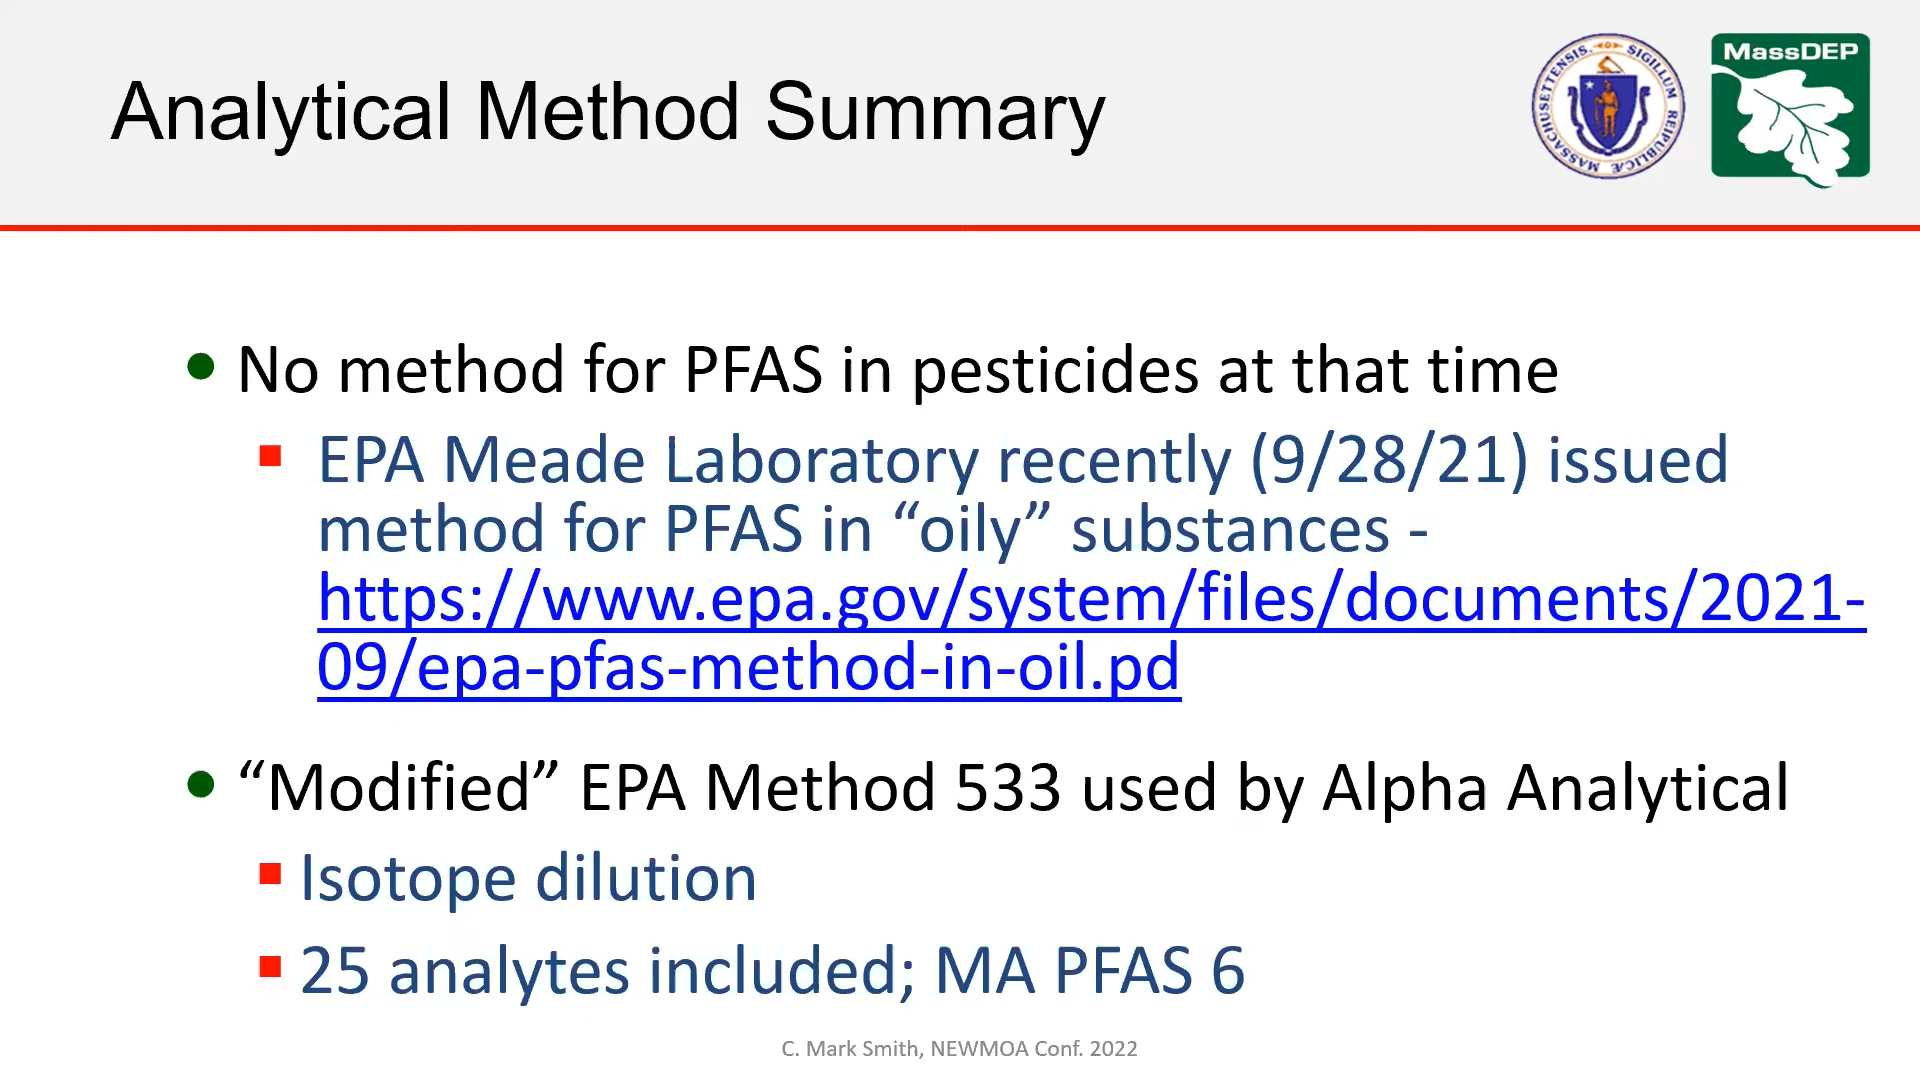 Analytical Method Summary
SIGILLUM REIPUBLICÆ MASSACHUSETTENSIS.
MassDEP
No method for PFAS in pesticides at that time
EPA Meade Laboratory recently (9/28/21) issued
method for PFAS in “oily” substances -
https://www.epa.gov/system/files/documents/2021-
09/epa-pfas-method-in-oil.pd
“Modified” EPA Method 533 used by Alpha Analytical
Isotope dilution
25 analytes included; MA PFAS 6
C. Mark Smith, NEWMOA Conf. 2022